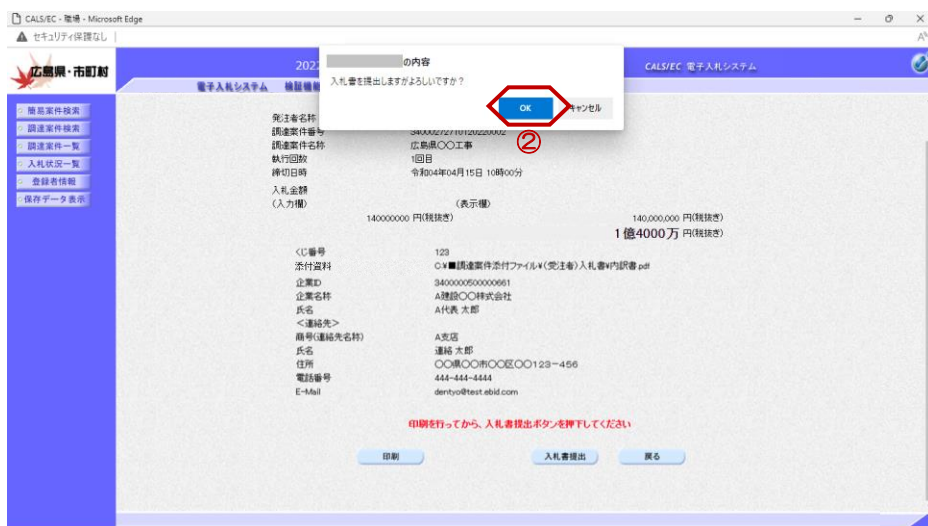 CALS/EC - 職場 - Microsoft Edge
セキュリティ保護なし
広島県・市町村
2022
の内容
入札書を提出しますがよろしいですか？
OK
キャンセル
②
CALS/EC 電子入札システム
電子入札システム
簡易案件検索
調達案件検索
調達案件一覧
入札状況一覧
登録者情報
保存データ表示
発注者名称
調達案件番号 34000272710120220002
調達案件名称 広島県〇〇工事
執行回数 1回目
締切日時 令和04年04月15日 10時00分
入札金額
(入力欄) (表示欄)
140000000 円(税抜き) 140,000,000 円(税抜き)
1億4000万 円(税抜き)
くじ番号 123
添付資料 C:¥■調達案件添付ファイル¥(受注者)入札書¥内訳書.pdf
企業ID 3400000500000661
企業名称 A建設〇〇株式会社
氏名 A代表 太郎
＜連絡先＞
商号(連絡先名称) A支店
氏名 連絡 太郎
住所 〇〇県〇〇市〇〇区〇〇123-456
電話番号 444-444-4444
E-Mail dentyo@test.ebid.com
印刷を行ってから、入札書提出ボタンを押下してください
印刷 入札書提出 戻る